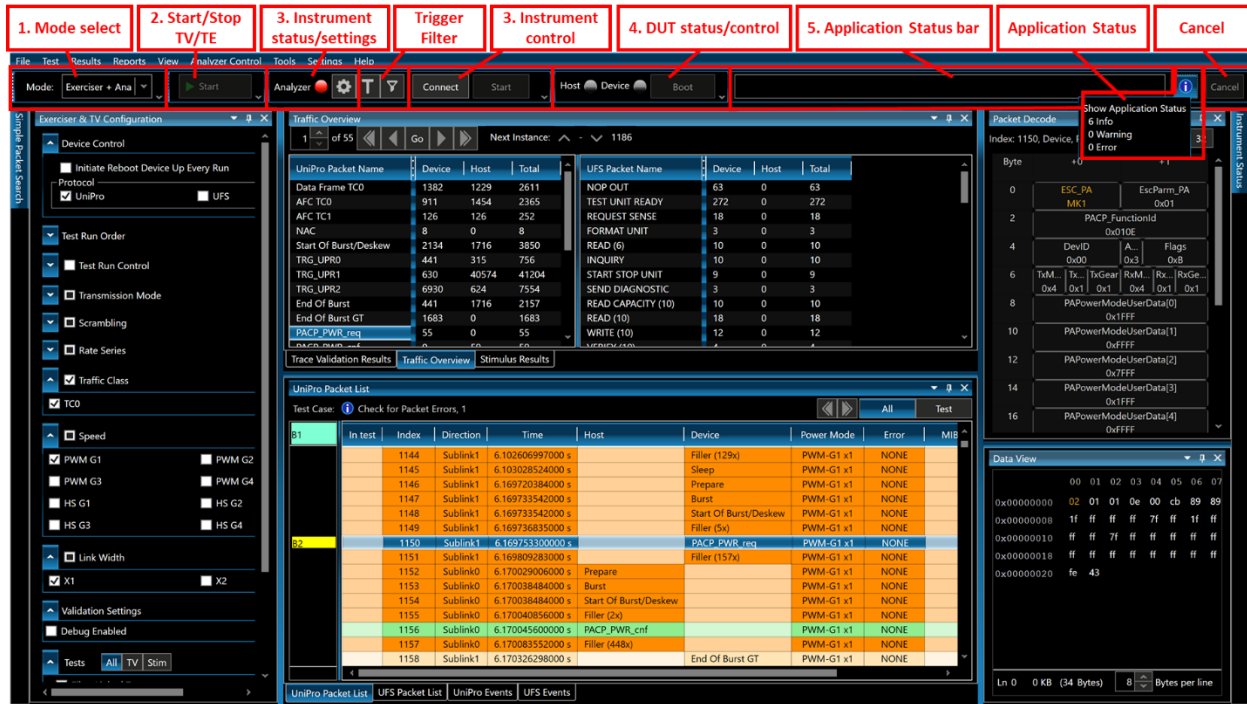 1. Mode select
2. Start/Stop TV/TE
3. Instrument status/settings
Trigger Filter
3. Instrument control
4. DUT status/control
5. Application Status bar
Application Status
Cancel
File Test Results Reports View Analyzer Control Tools Settings Help
Mode: Exerciser + Ana Start Analyzer T Connect Start Host Device Boot Cancel
Show Application Status
6 Info
0 Warning
0 Error
Simple Packet Search
Exerciser & TV Configuration
Device Control
Initiate Reboot Device Up Every Run
Protocol
UniPro UFS
Test Run Order
Test Run Control
Transmission Mode
Scrambling
Rate Series
Traffic Class
TC0
Speed
PWM G1 PWM G2
PWM G3 PWM G4
HS G1 HS G2
HS G3 HS G4
Link Width
X1 X2
Validation Settings
Debug Enabled
Tests All TV Stim
Traffic Overview
1 of 55 Go Next Instance: - 1186
UniPro Packet Name Device Host Total
Data Frame TC0 1382 1229 2611
AFC TC0 911 1454 2365
AFC TC1 126 126 252
NAC 8 0 8
Start Of Burst/Deskew 2134 1716 3850
TRG_UPR0 441 315 756
TRG_UPR1 630 40574 41204
TRG_UPR2 6930 624 7554
End Of Burst 441 1716 2157
End Of Burst GT 1683 0 1683
PACP_PWR_req 55 0 55
UFS Packet Name Device Host Total
NOP OUT 63 0 63
TEST UNIT READY 272 0 272
REQUEST SENSE 18 0 18
FORMAT UNIT 3 0 3
READ (6) 10 0 10
INQUIRY 10 0 10
START STOP UNIT 9 0 9
SEND DIAGNOSTIC 3 0 3
READ CAPACITY (10) 10 0 10
READ (10) 18 0 18
WRITE (10) 12 0 12
Trace Validation Results Traffic Overview Stimulus Results
UniPro Packet List
Test Case: Check for Packet Errors, 1 All Test
B1
B2
In test Index Direction Time Host Device Power Mode Error MIB
1144 Sublink1 6.102606997000 s Filler (129x) PWM-G1 x1 NONE
1145 Sublink1 6.103028524000 s Sleep PWM-G1 x1 NONE
1146 Sublink1 6.169720384000 s Prepare PWM-G1 x1 NONE
1147 Sublink1 6.169733542000 s Burst PWM-G1 x1 NONE
1148 Sublink1 6.169733542000 s Start Of Burst/Deskew PWM-G1 x1 NONE
1149 Sublink1 6.169736835000 s Filler (5x) PWM-G1 x1 NONE
1150 Sublink1 6.169753300000 s PACP_PWR_req PWM-G1 x1 NONE
1151 Sublink1 6.169809283000 s Filler (157x) PWM-G1 x1 NONE
1152 Sublink0 6.170029006000 s Prepare PWM-G1 x1 NONE
1153 Sublink0 6.170038484000 s Burst PWM-G1 x1 NONE
1154 Sublink0 6.170038484000 s Start Of Burst/Deskew PWM-G1 x1 NONE
1155 Sublink0 6.170040856000 s Filler (2x) PWM-G1 x1 NONE
1156 Sublink0 6.170045600000 s PACP_PWR_cnf PWM-G1 x1 NONE
1157 Sublink0 6.170083552000 s Filler (448x) PWM-G1 x1 NONE
1158 Sublink1 6.170326298000 s End Of Burst GT PWM-G1 x1 NONE
UniPro Packet List UFS Packet List UniPro Events UFS Events
Packet Decode
Index: 1150, Device,
Byte +0 +1
0 ESC_PA MK1 EscParm_PA 0x01
2 PACP_FunctionId 0x010E
4 DevID 0x00 A... 0x3 Flags 0xB
6 TxM... 0x4 Tx... 0x1 TxGear 0x1 RxM... 0x4 Rx... 0x1 RxGe... 0x1
8 PAPowerModeUserData[0] 0x1FFF
10 PAPowerModeUserData[1] 0xFFFF
12 PAPowerModeUserData[2] 0x7FFF
14 PAPowerModeUserData[3] 0x1FFF
16 PAPowerModeUserData[4] 0xFFFF
Instrument Status
Data View
00 01 02 03 04 05 06 07
0x00000000 02 01 01 0e 00 cb 89 89
0x00000008 1f ff ff ff 7f ff 1f ff
0x00000010 ff ff 7f ff ff ff ff ff
0x00000018 ff ff ff ff ff ff ff ff
0x00000020 fe 43
Ln 0 0 KB (34 Bytes) 8 Bytes per line